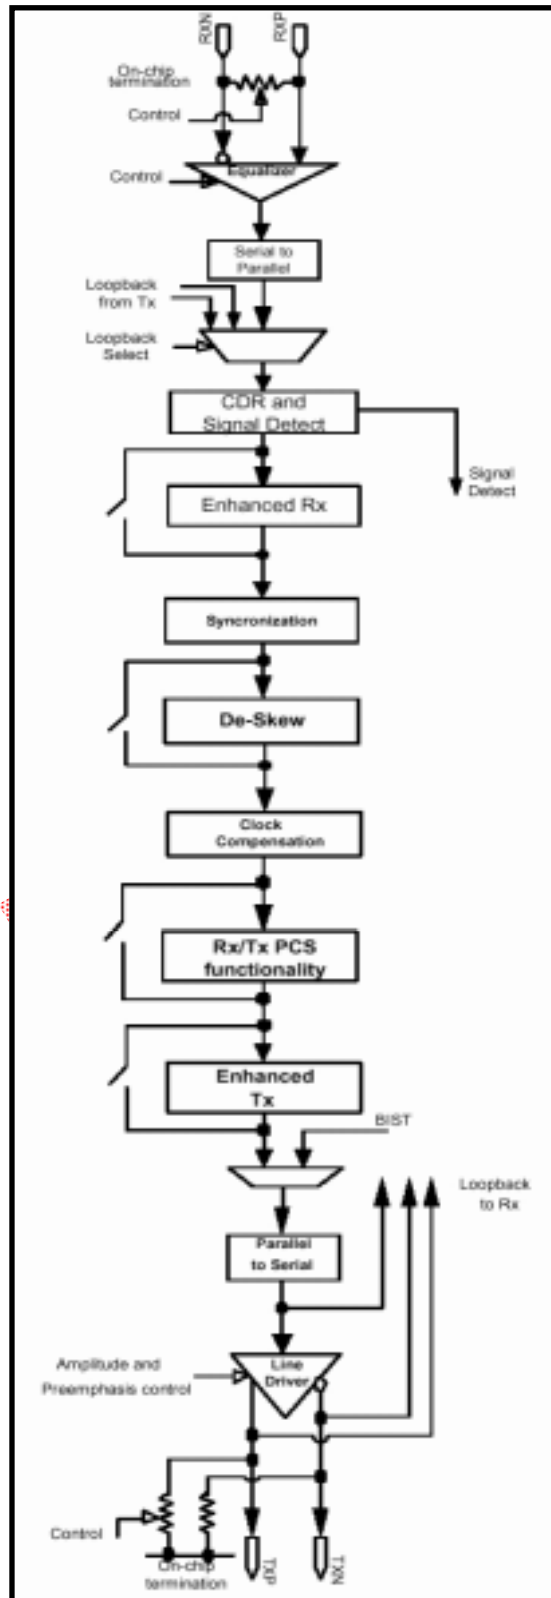 RXN
RXP
On-chip
termination
Control
Control
Equalizer
Serial to
Parallel
Loopback
from Tx
Loopback
Select
CDR and
Signal Detect
Signal
Detect
Enhanced Rx
Syncronization
De-Skew
Clock
Compensation
Rx/Tx PCS
functionality
Enhanced
Tx
BIST
Loopback
to Rx
Parallel
to Serial
Amplitude and
Preemphasis control
Line
Driver
Control
On-chip
termination
TXP
TXN